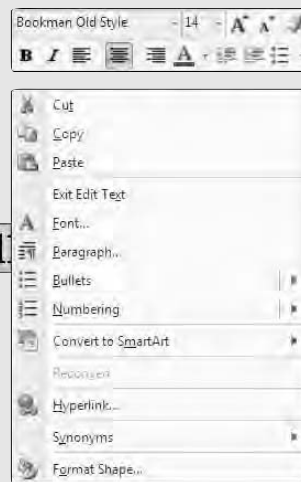 Bookman Old Style 14 A A
B I A
Cut
Copy
Paste
Exit Edit Text
A Font...
Paragraph...
Bullets
Numbering
Convert to SmartArt
Reconvert
Hyperlink...
Synonyms
Format Shape...